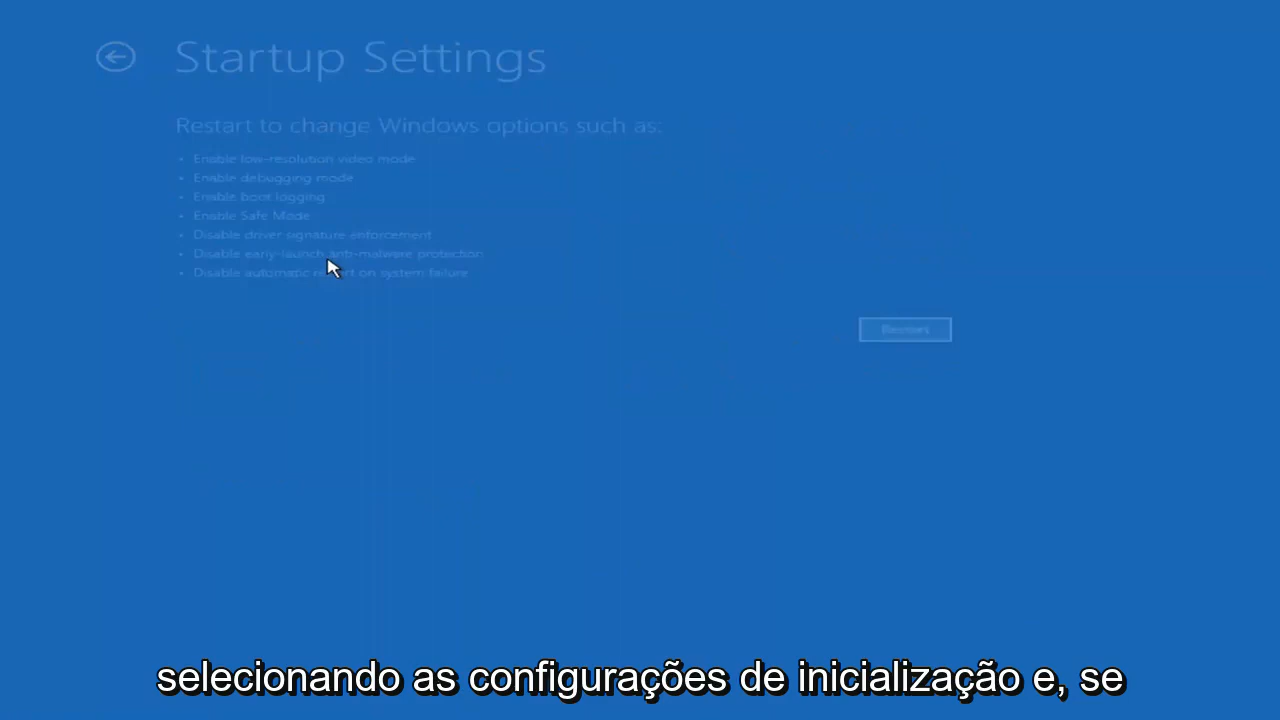 Startup Settings
Restart to change Windows options such as:
• Enable low-resolution video mode
• Enable debugging mode
• Enable boot logging
• Enable Safe Mode
• Disable driver signature enforcement
• Disable early-launch anti-malware protection
• Disable automatic restart on system failure
Restart
selecionando as configurações de inicialização e, se